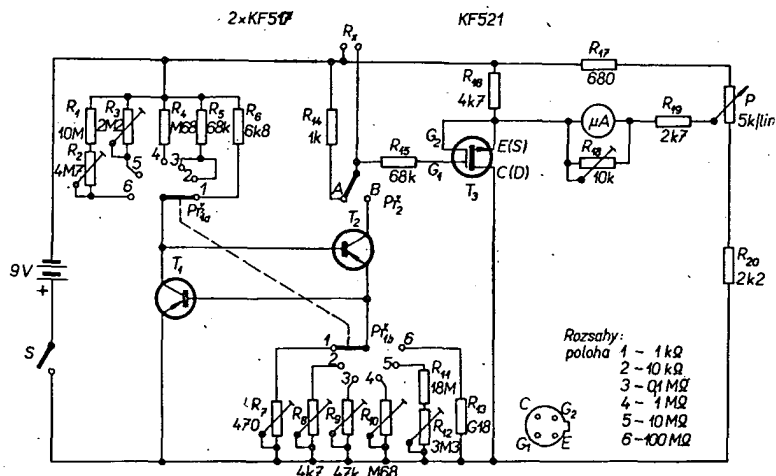 2xKF517
KF521
Rx
R17
680
R16
4k7
R1
10M
R3
2M2
R4
M68
R5
68k
R6
6k8
R2
4M7
R14
1k
R15
68k
G2
G1
E(S)
C(D)
T3
μA
R18
10k
R19
2k7
P
5k/lin
4
3
2
5
6
1
Př1a
A
B
Př2
T2
T1
9V
+
S
R20
2k2
1
Př1b
6
2
3
4
5
R7
470
R8
4k7
R9
47k
R10
M68
R11
18M
R12
3M3
R13
G18
C
G2
G1
E
Rozsahy:
poloha 1 – 1 kΩ
2 – 10 kΩ
3 – 0,1 MΩ
4 – 1 MΩ
5 – 10 MΩ
6 – 100 MΩ